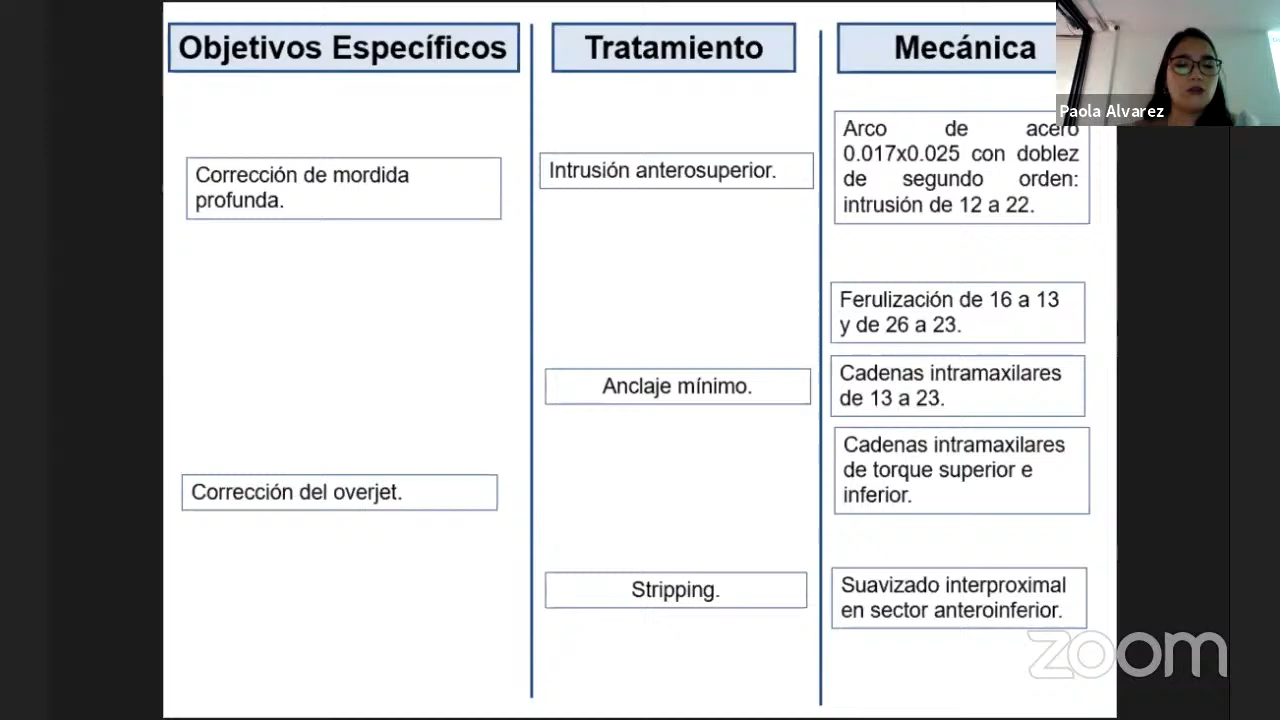 Objetivos Específicos
Tratamiento
Mecánica
Paola Alvarez
Corrección de mordida
profunda.
Intrusión anterosuperior.
Arco de acero
0.017x0.025 con doblez
de segundo orden:
intrusión de 12 a 22.
Ferulización de 16 a 13
y de 26 a 23.
Anclaje mínimo.
Cadenas intramaxilares
de 13 a 23.
Cadenas intramaxilares
de torque superior e
inferior.
Corrección del overjet.
Stripping.
Suavizado interproximal
en sector anteroinferior.
zoom